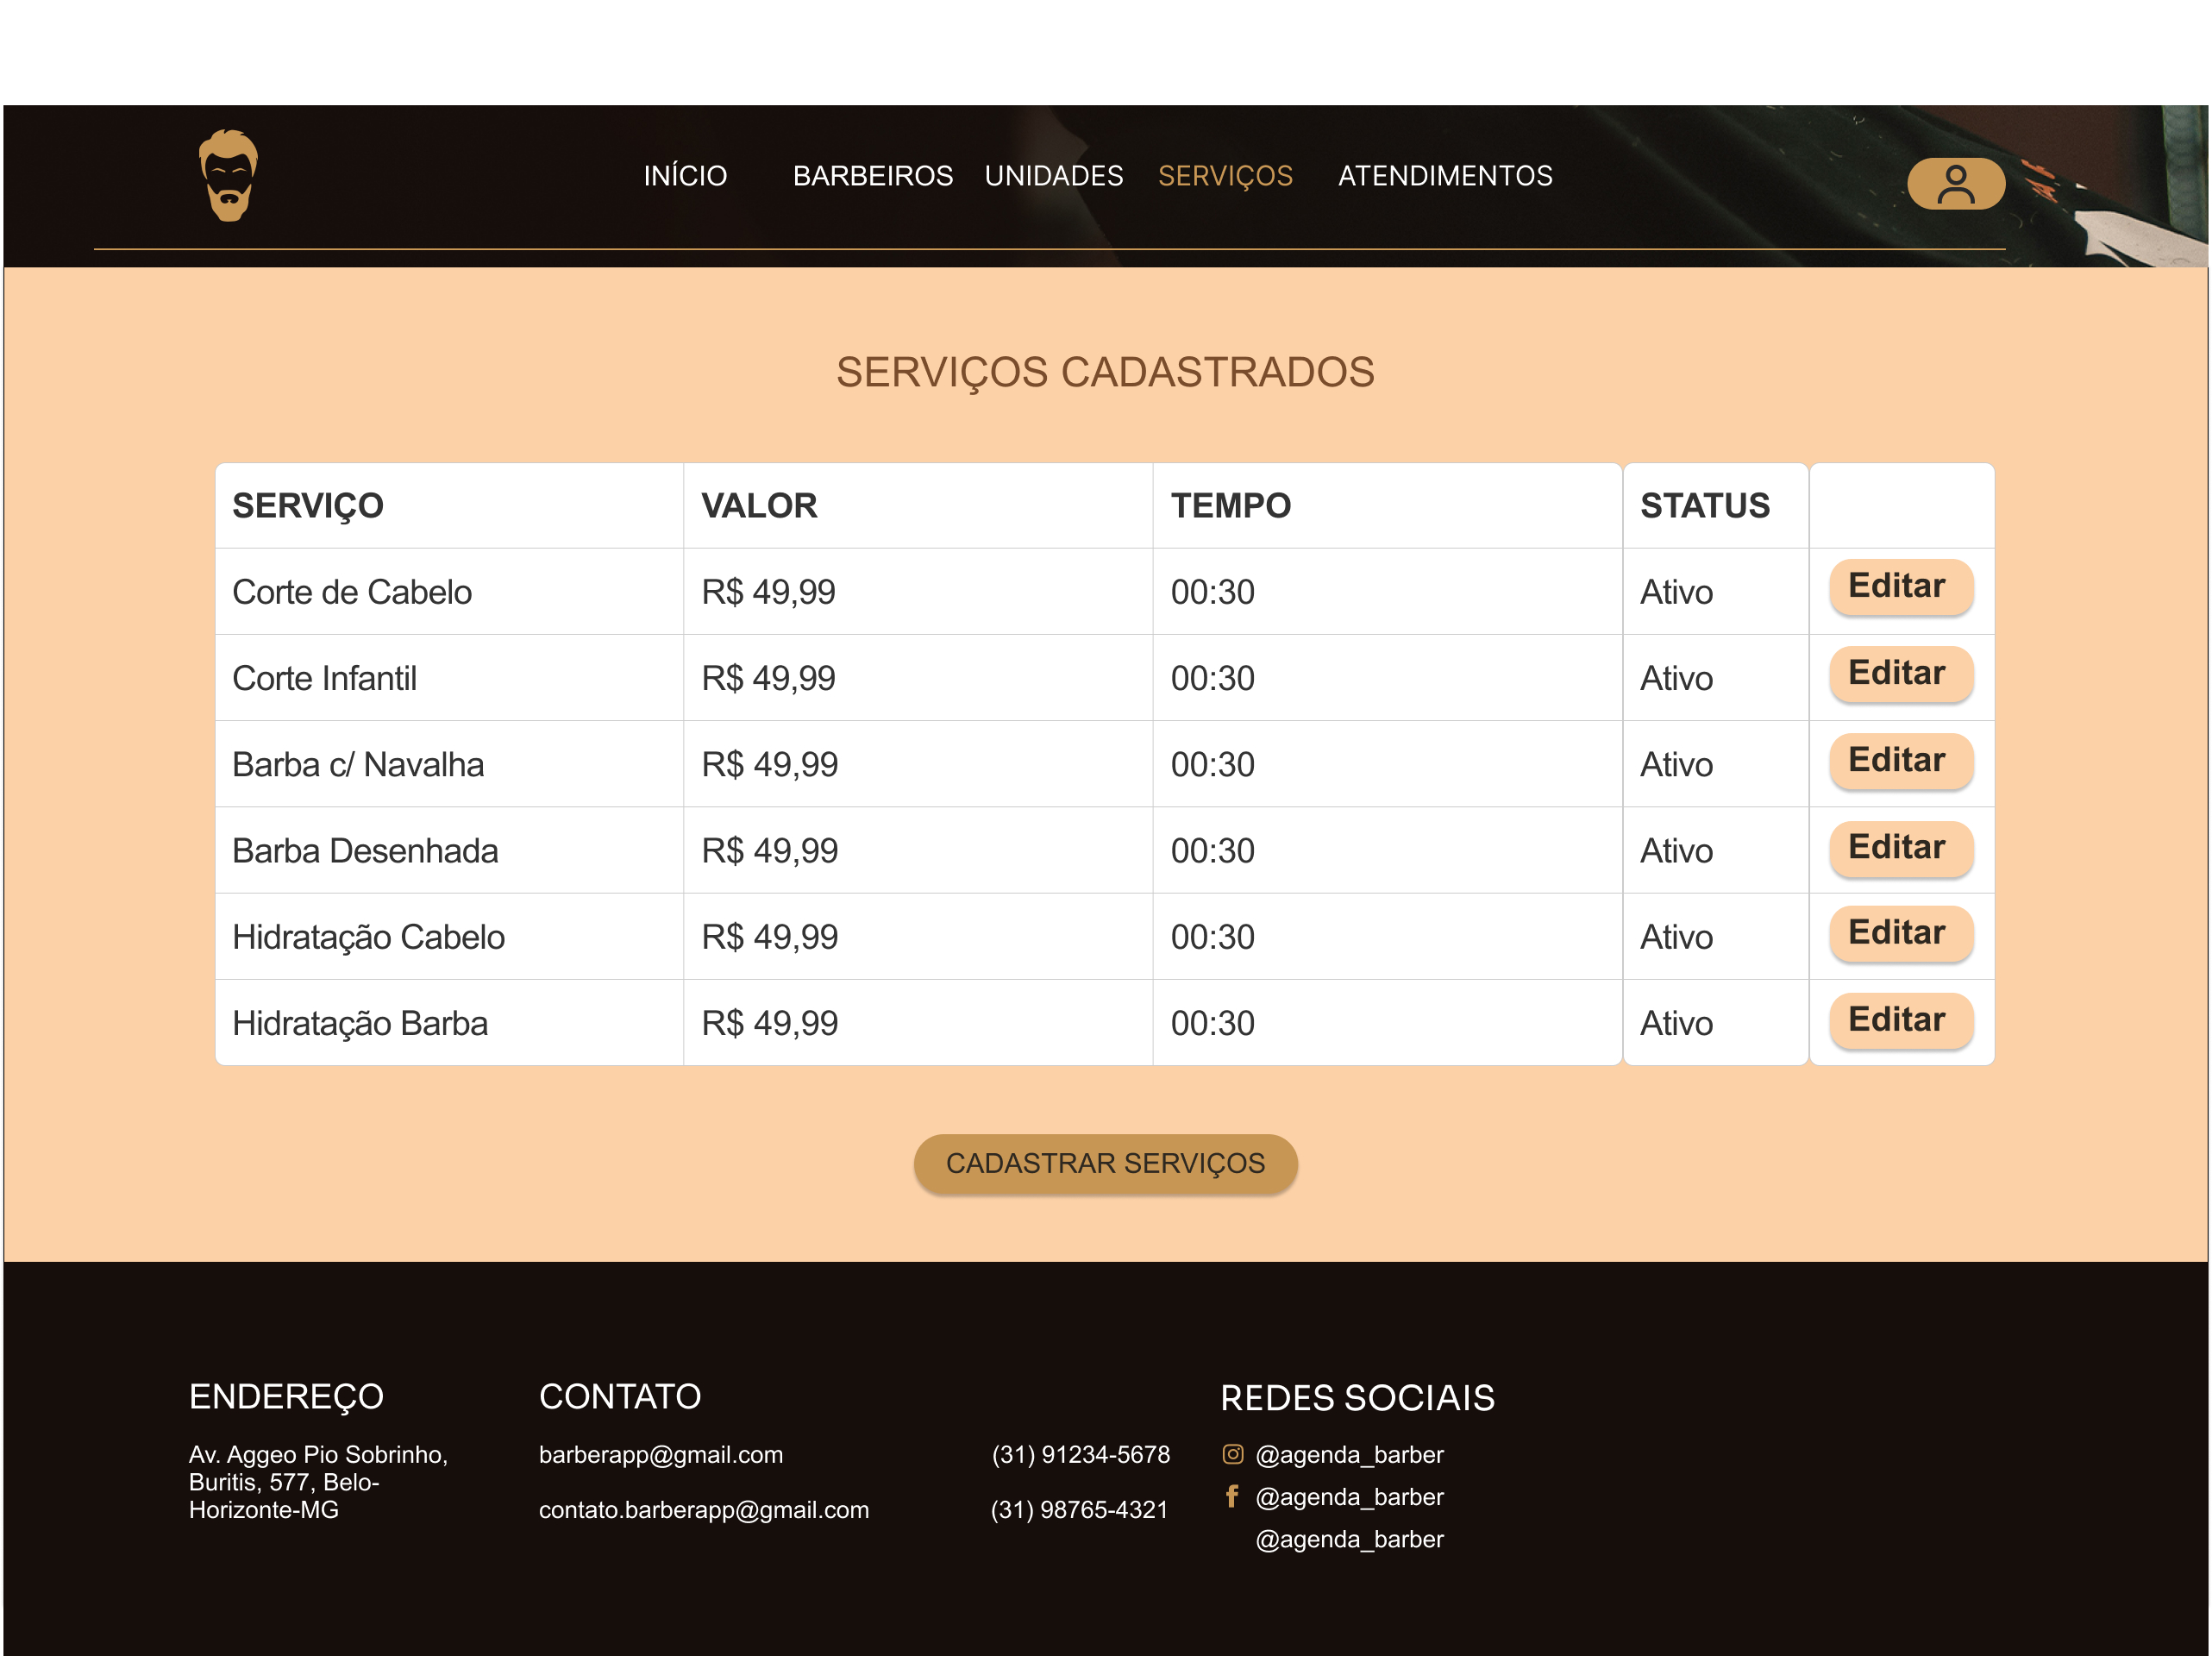 INÍCIO BARBEIROS UNIDADES SERVIÇOS ATENDIMENTOS
SERVIÇOS CADASTRADOS
SERVIÇO VALOR TEMPO STATUS
Corte de Cabelo R$ 49,99 00:30 Ativo Editar
Corte Infantil R$ 49,99 00:30 Ativo Editar
Barba c/ Navalha R$ 49,99 00:30 Ativo Editar
Barba Desenhada R$ 49,99 00:30 Ativo Editar
Hidratação Cabelo R$ 49,99 00:30 Ativo Editar
Hidratação Barba R$ 49,99 00:30 Ativo Editar
CADASTRAR SERVIÇOS
ENDEREÇO
Av. Aggeo Pio Sobrinho,
Buritis, 577, Belo-
Horizonte-MG
CONTATO
barberapp@gmail.com (31) 91234-5678
contato.barberapp@gmail.com (31) 98765-4321
REDES SOCIAIS
@agenda_barber
@agenda_barber
@agenda_barber